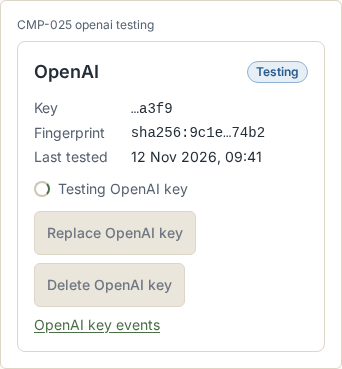 CMP-025 openai testing
OpenAI
Testing
Key …a3f9
Fingerprint sha256:9c1e…74b2
Last tested 12 Nov 2026, 09:41
Testing OpenAI key
Replace OpenAI key
Delete OpenAI key
OpenAI key events